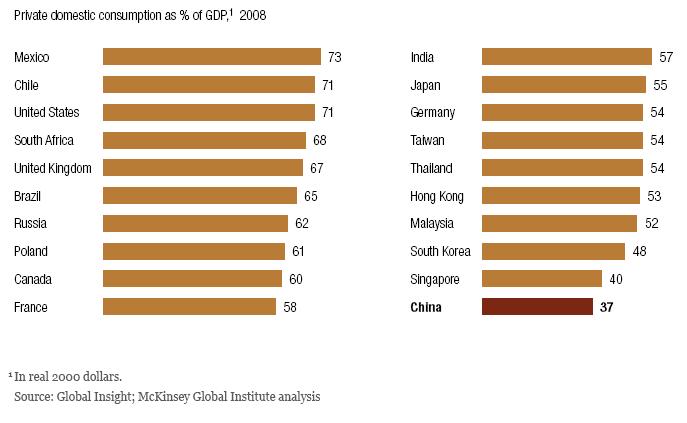 Private domestic consumption as % of GDP,¹ 2008
Mexico 73
Chile 71
United States 71
South Africa 68
United Kingdom 67
Brazil 65
Russia 62
Poland 61
Canada 60
France 58
India 57
Japan 55
Germany 54
Taiwan 54
Thailand 54
Hong Kong 53
Malaysia 52
South Korea 48
Singapore 40
China 37
¹ In real 2000 dollars.
Source: Global Insight; McKinsey Global Institute analysis